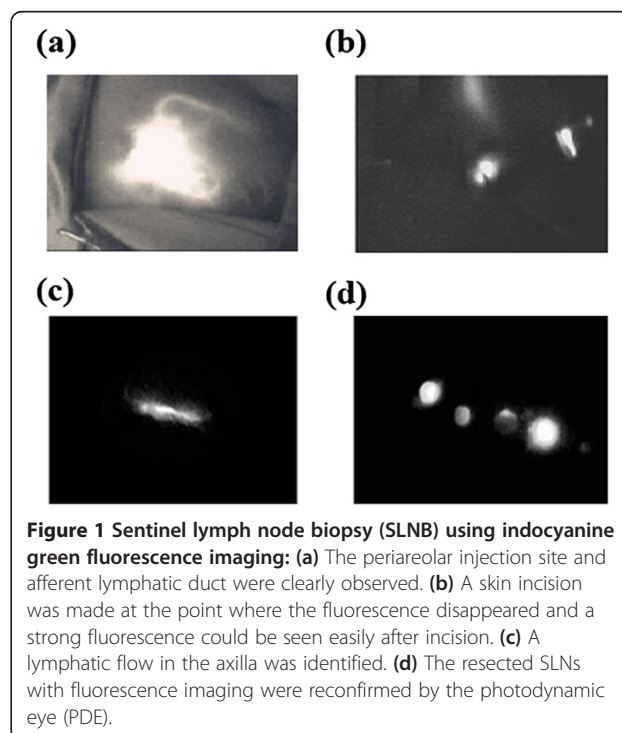 (a)
(b)
(c)
(d)
Figure 1 Sentinel lymph node biopsy (SLNB) using indocyanine
green fluorescence imaging: (a) The periareolar injection site and
afferent lymphatic duct were clearly observed. (b) A skin incision
was made at the point where the fluorescence disappeared and a
strong fluorescence could be seen easily after incision. (c) A
lymphatic flow in the axilla was identified. (d) The resected SLNs
with fluorescence imaging were reconfirmed by the photodynamic
eye (PDE).